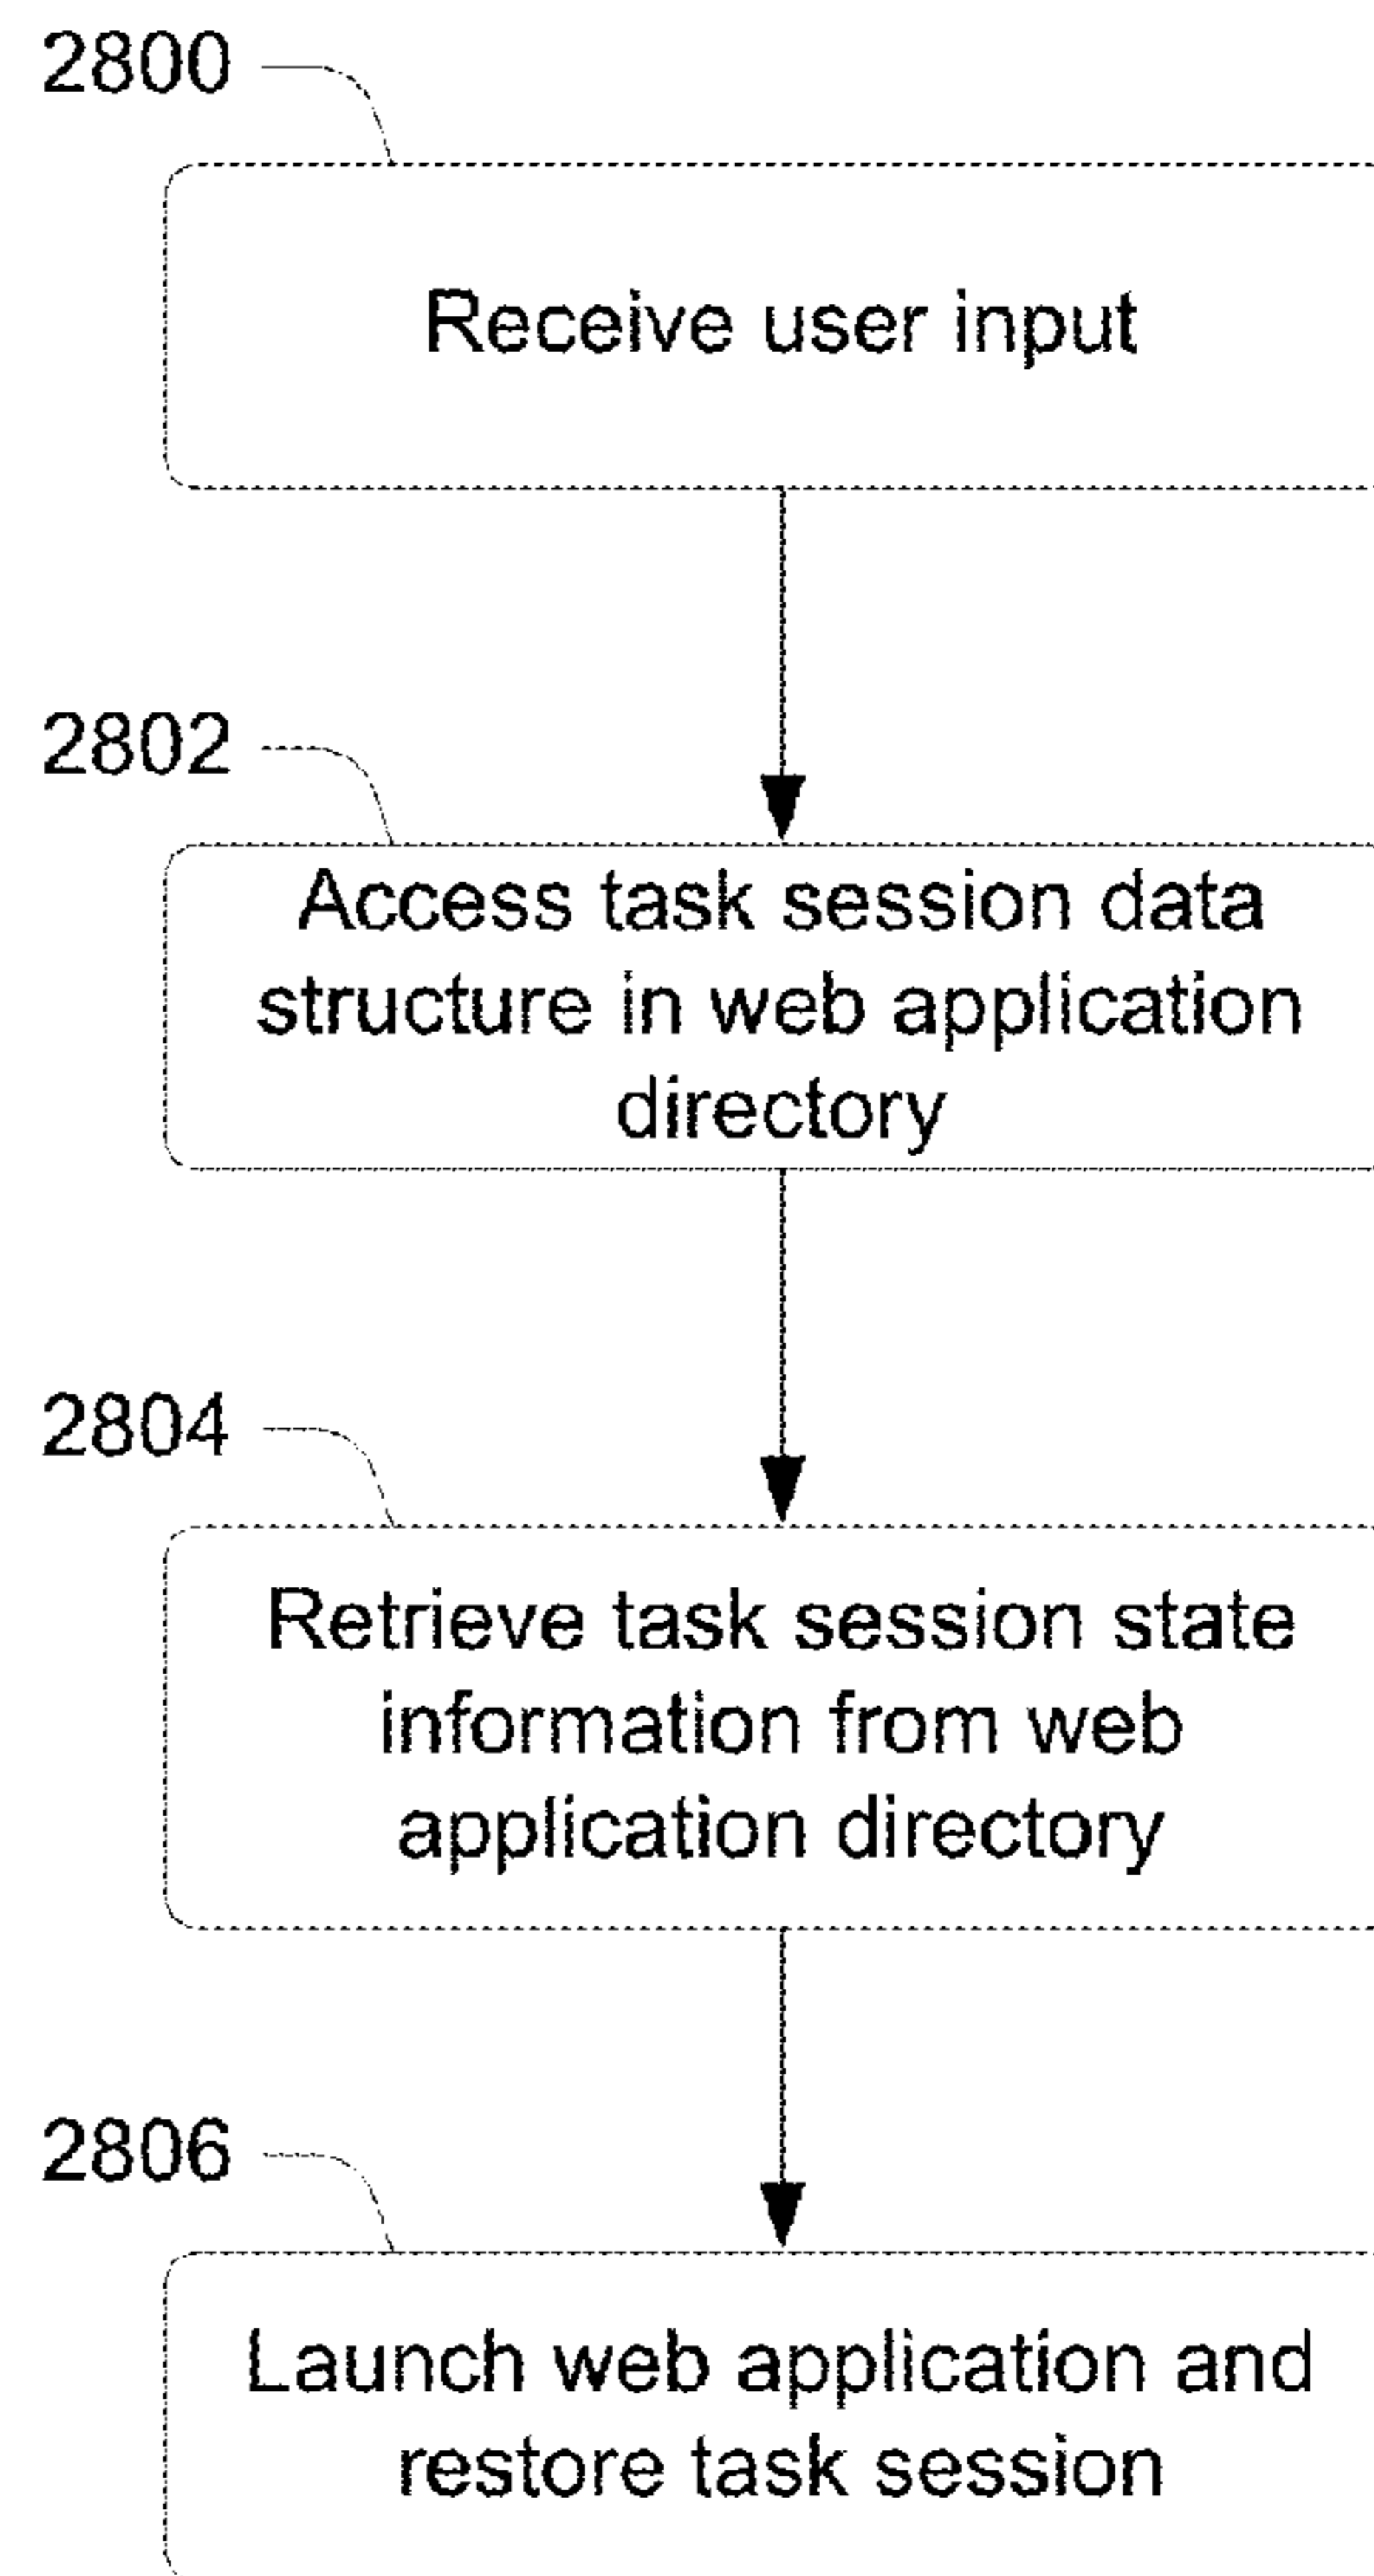 2800
Receive user input
2802
Access task session data
structure in web application
directory
2804
Retrieve task session state
information from web
application directory
2806
Launch web application and
restore task session